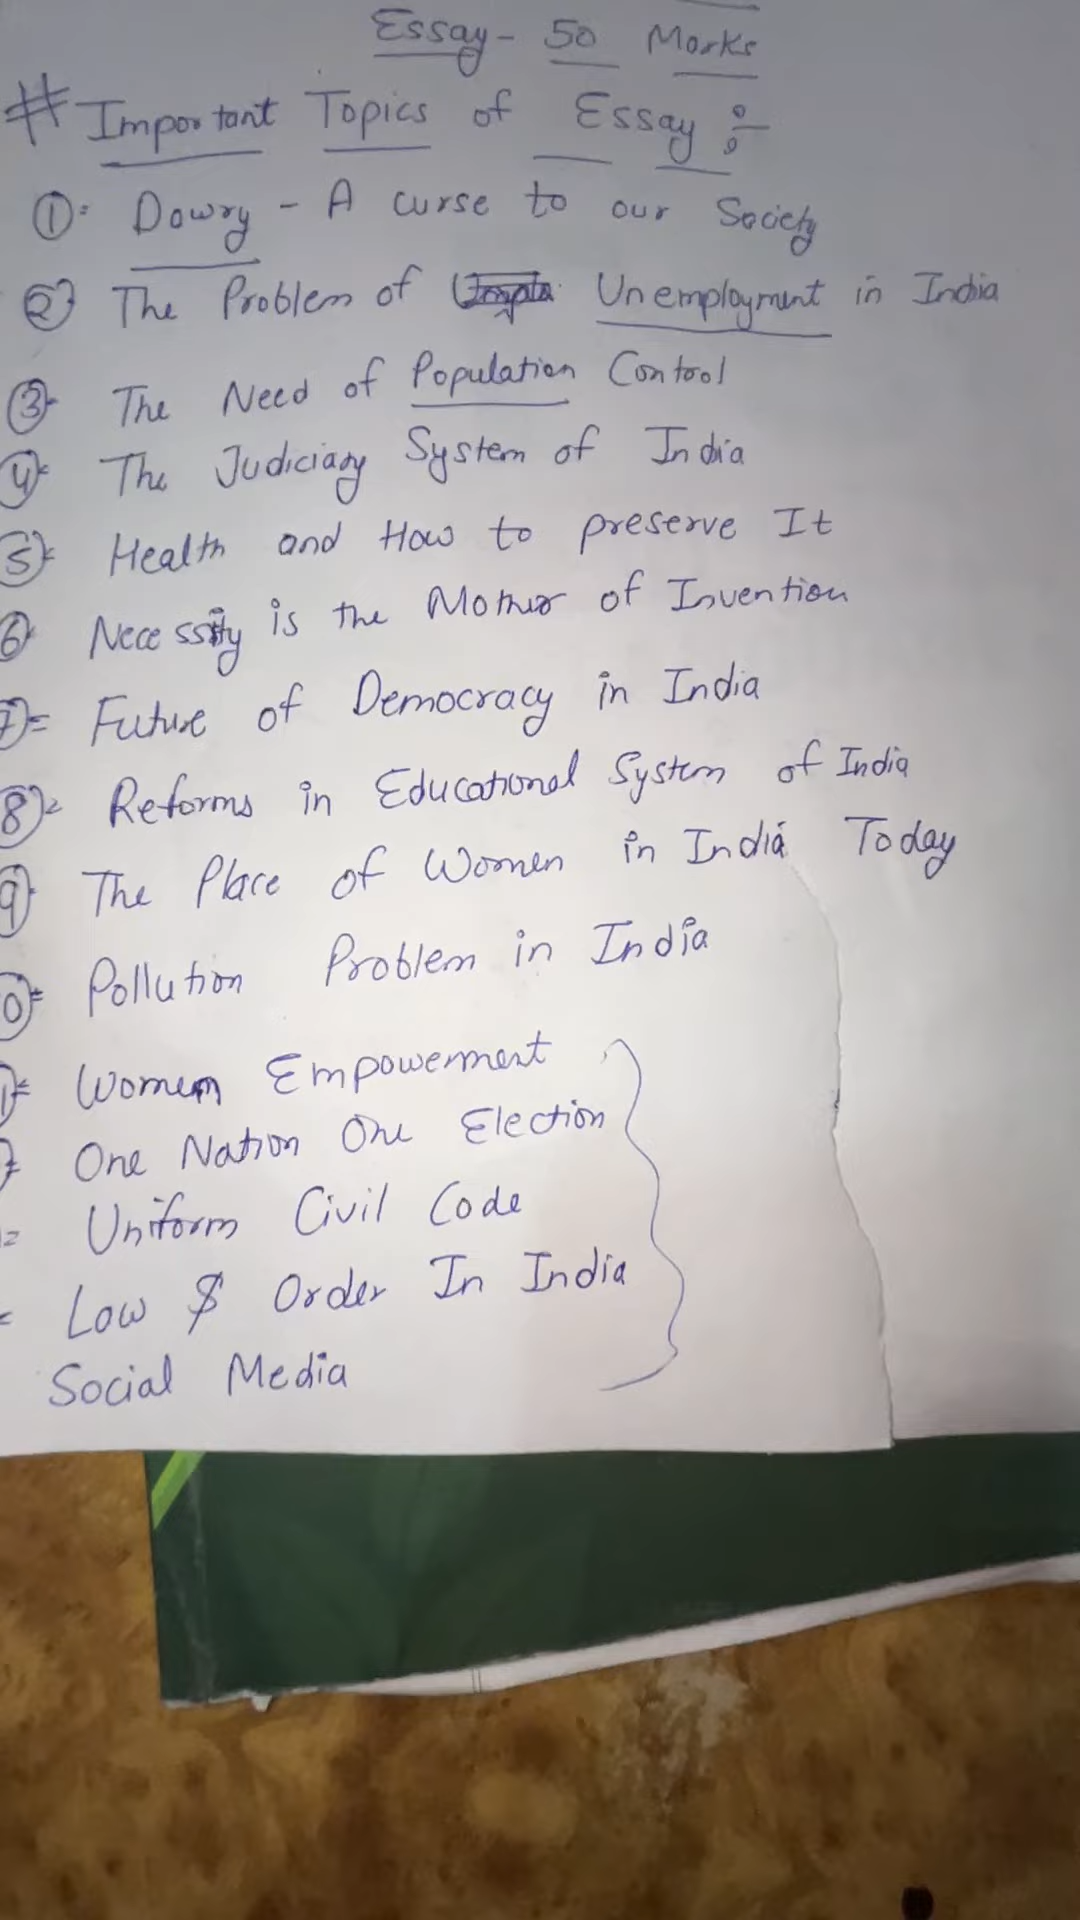 Essay - 50 Marks
# Important Topics of Essay :-
①- Dowry - A curse to our Society
②- The Problem of Unemployment in India
③- The Need of Population Control
④- The Judiciary System of India
⑤- Health and How to preserve It
⑥- Necessity is the Mother of Invention
⑦= Future of Democracy in India
⑧= Reforms in Educational System of India
⑨- The Place of Women in India Today
0= Pollution Problem in India
1= Women Empowerment
= One Nation One Election
= Uniform Civil Code
= Low $ Order In India
Social Media